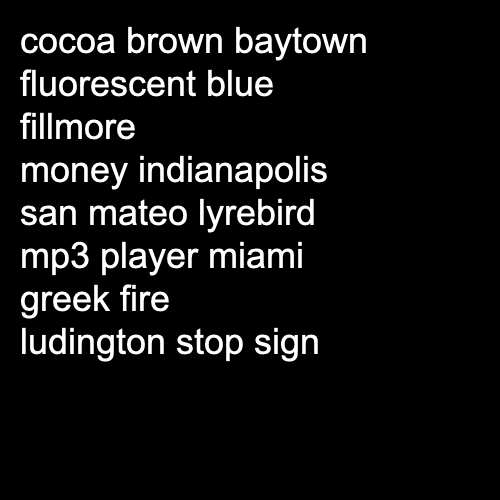 cocoa brown baytown
fluorescent blue
fillmore
money indianapolis
san mateo lyrebird
mp3 player miami
greek fire
ludington stop sign